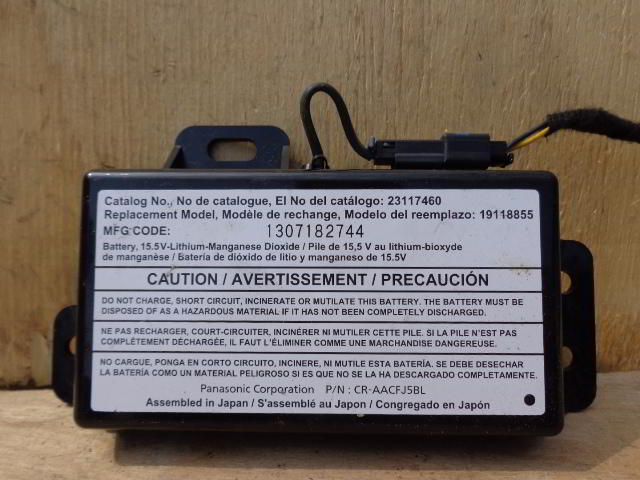 Catalog No., No de catalogue, El No del catálogo: 23117460
Replacement Model, Modèle de rechange, Modelo del reemplazo: 19118855
MFG CODE: 1307182744
Battery, 15.5V-Lithium-Manganese Dioxide / Pile de 15,5 V au lithium-bioxyde
de manganèse / Batería de dióxido de litio y manganeso de 15.5V
CAUTION / AVERTISSEMENT / PRECAUCIÓN
DO NOT CHARGE, SHORT CIRCUIT, INCINERATE OR MUTILATE THIS BATTERY. THE BATTERY MUST BE
DISPOSED OF AS A HAZARDOUS MATERIAL IF IT HAS NOT BEEN COMPLETELY DISCHARGED.
NE PAS RECHARGER, COURT-CIRCUITER, INCINÉRER NI MUTILER CETTE PILE. SI LA PILE N'EST PAS
COMPLÈTEMENT DÉCHARGÉE, IL FAUT L'ÉLIMINER COMME UNE MARCHANDISE DANGEREUSE.
NO CARGUE, PONGA EN CORTO CIRCUITO, INCINERE, NI MUTILE ESTA BATERÍA. SE DEBE DESECHAR
LA BATERÍA COMO UN MATERIAL PELIGROSO SI ES QUE NO SE LA HA DESCARGADO COMPLETAMENTE.
Panasonic Corporation P/N : CR-AACFJ5BL
Assembled in Japan / S'assemblé au Japon / Congregado en Japón